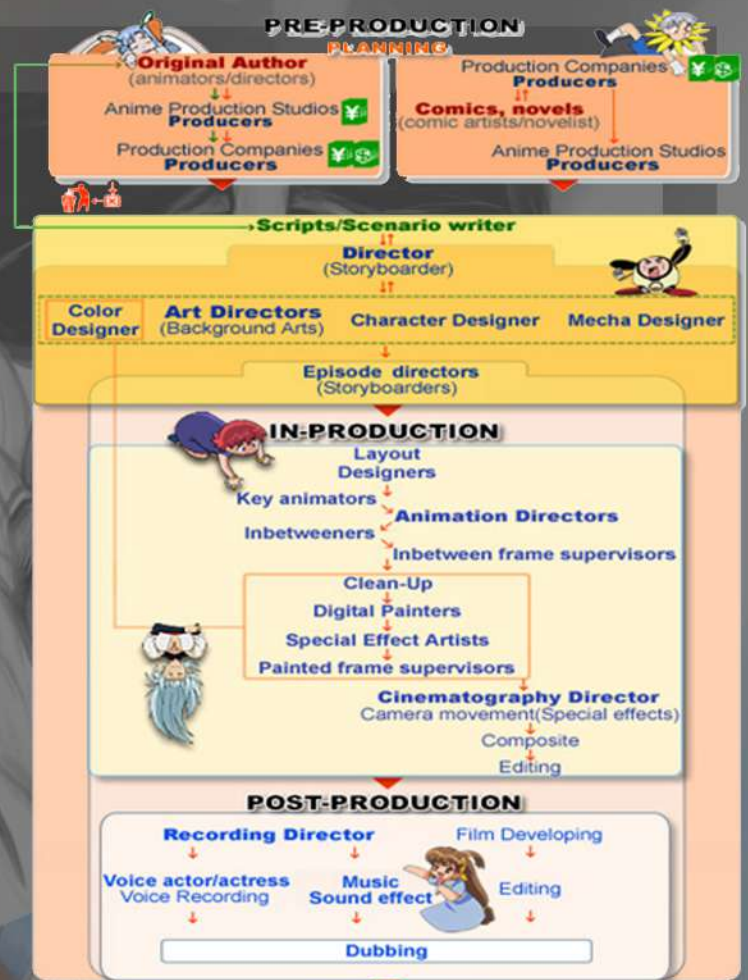 PRE-PRODUCTION
PLANNING
Original Author
(animators/directors)
Anime Production Studios
Producers
Production Companies
Producers
Production Companies
Producers
Comics, novels
(comic artists/novelist)
Anime Production Studios
Producers
Scripts/Scenario writer
Director
(Storyboarder)
Color
Designer
Art Directors
(Background Arts)
Character Designer
Mecha Designer
Episode directors
(Storyboarders)
IN-PRODUCTION
Layout
Designers
Key animators
Animation Directors
Inbetweeners
Inbetween frame supervisors
Clean-Up
Digital Painters
Special Effect Artists
Painted frame supervisors
Cinematography Director
Camera movement(Special effects)
Composite
Editing
POST-PRODUCTION
Recording Director
Film Developing
Voice actor/actress
Voice Recording
Music
Sound effect
Editing
Dubbing